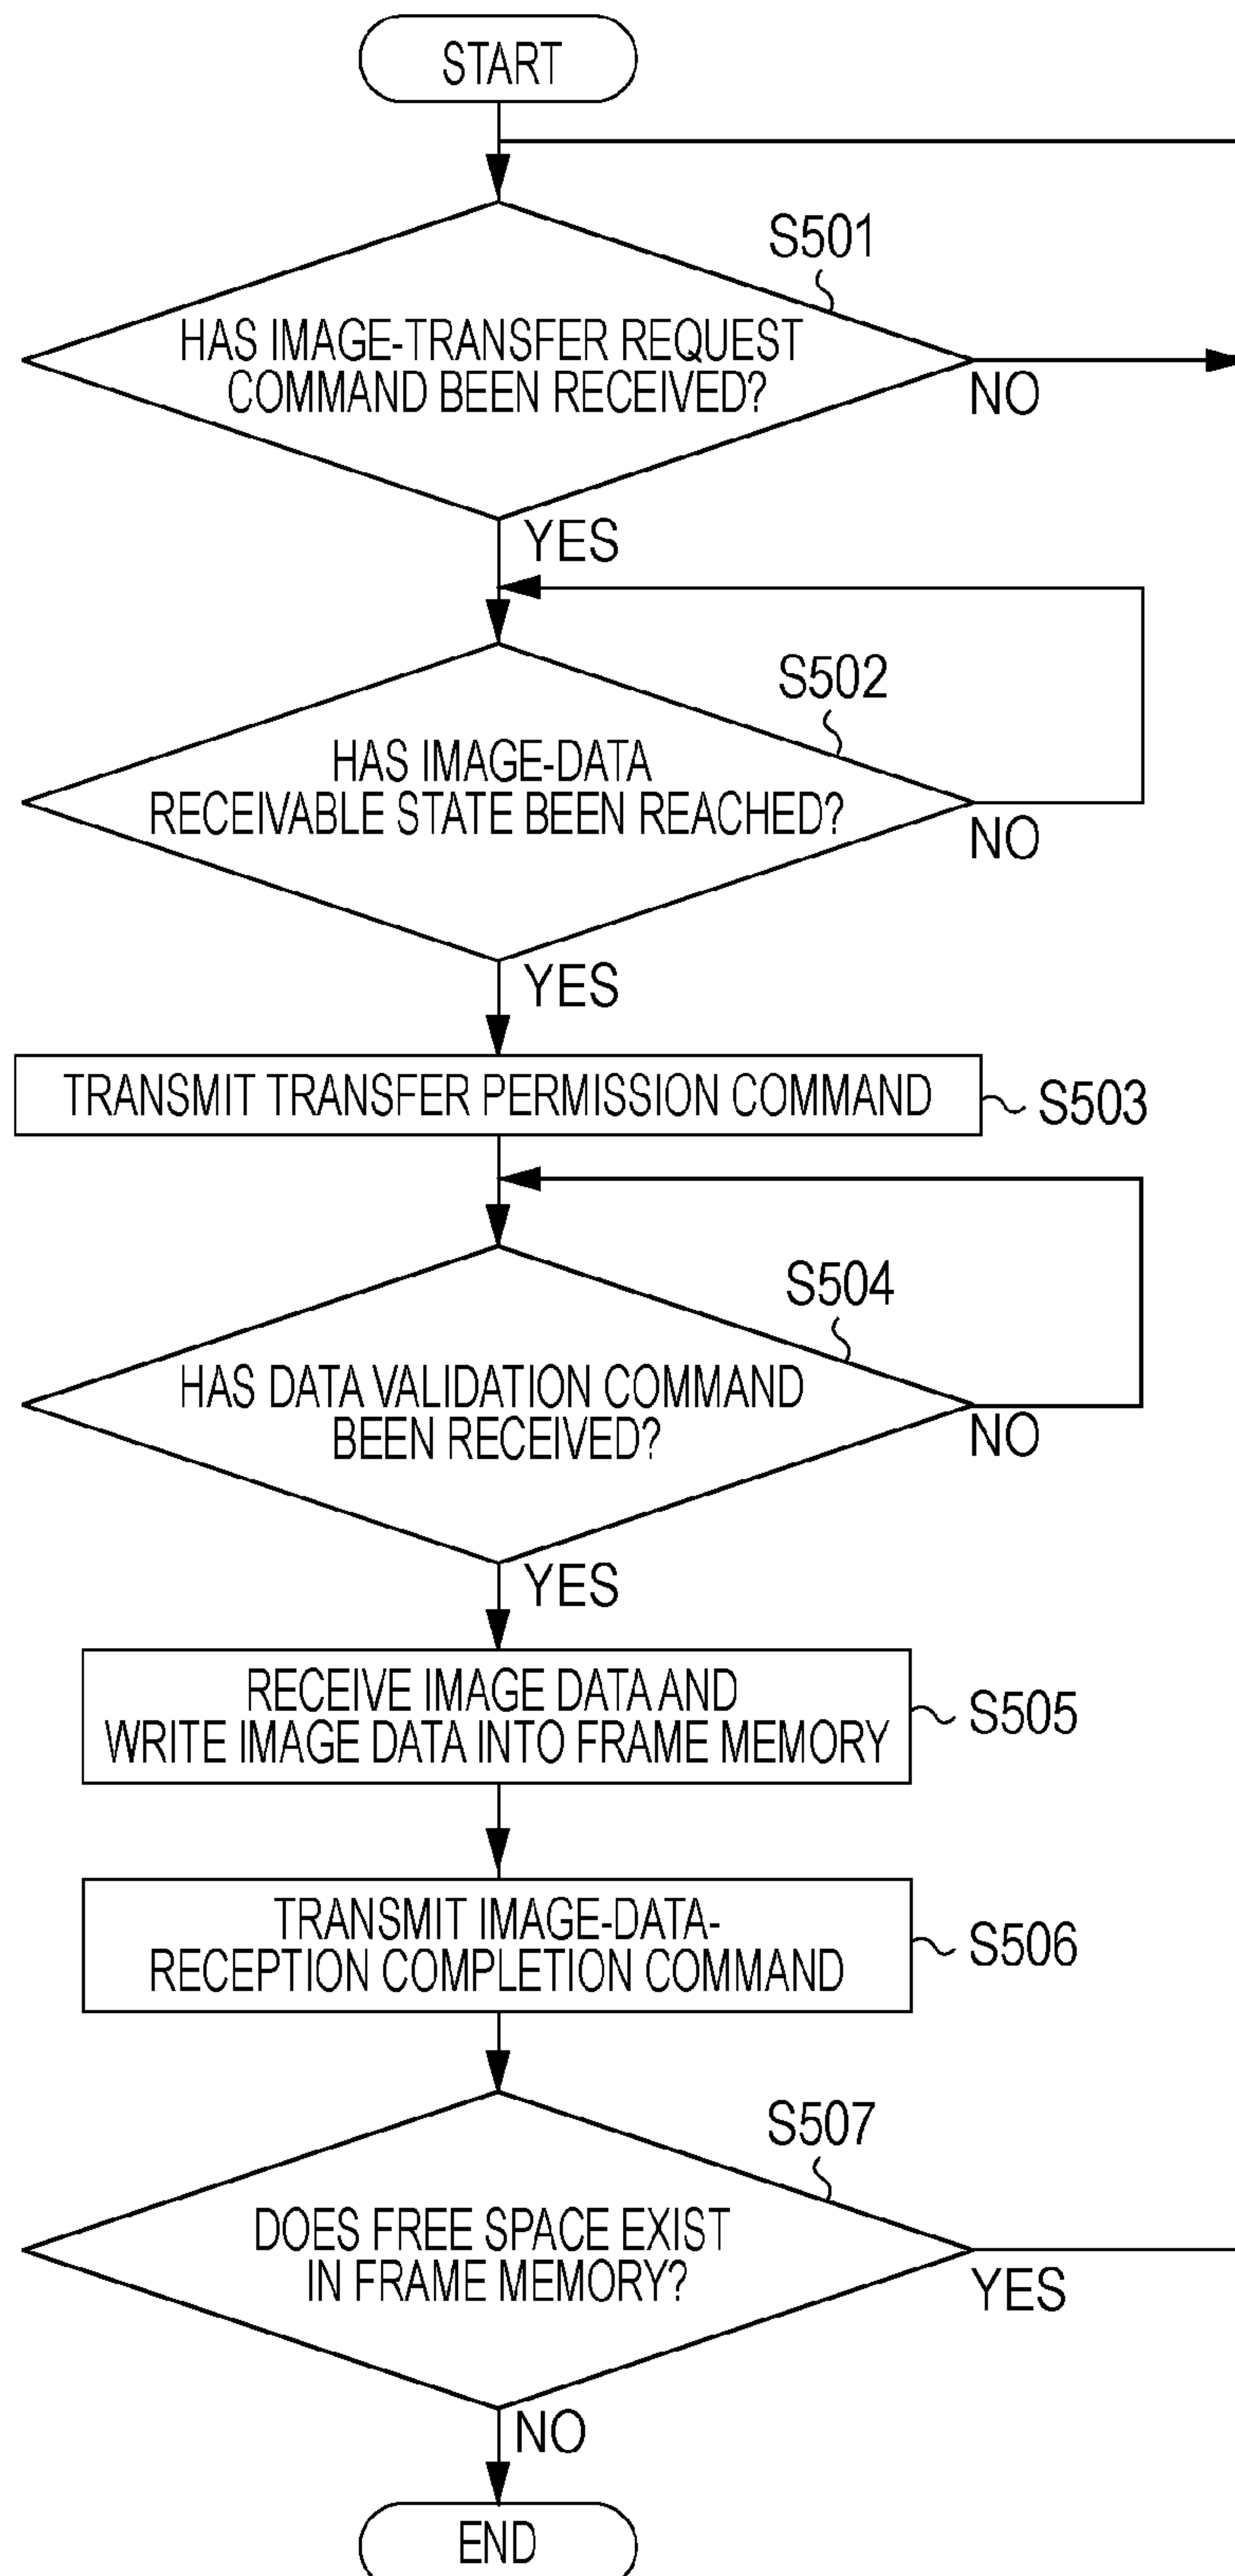 START
S501
HAS IMAGE-TRANSFER REQUEST
COMMAND BEEN RECEIVED?
NO
YES
S502
HAS IMAGE-DATA
RECEIVABLE STATE BEEN REACHED?
NO
YES
TRANSMIT TRANSFER PERMISSION COMMAND
S503
S504
HAS DATA VALIDATION COMMAND
BEEN RECEIVED?
NO
YES
RECEIVE IMAGE DATA AND
WRITE IMAGE DATA INTO FRAME MEMORY
S505
TRANSMIT IMAGE-DATA-
RECEPTION COMPLETION COMMAND
S506
S507
DOES FREE SPACE EXIST
IN FRAME MEMORY?
YES
NO
END